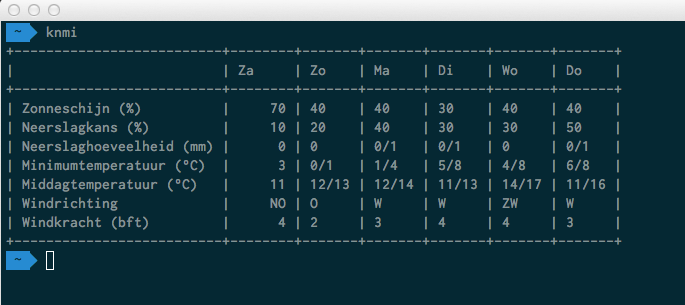 ~ knmi
+--------------------------+--------+-------+-------+-------+-------+-------+
|                          | Za     | Zo    | Ma    | Di    | Wo    | Do    |
+--------------------------+--------+-------+-------+-------+-------+-------+
| Zonneschijn (%)          |     70 | 40    | 40    | 30    | 40    | 40    |
| Neerslagkans (%)         |     10 | 20    | 40    | 30    | 30    | 50    |
| Neerslaghoeveelheid (mm) |      0 | 0     | 0/1   | 0/1   | 0     | 0/1   |
| Minimumtemperatuur (°C)  |      3 | 0/1   | 1/4   | 5/8   | 4/8   | 6/8   |
| Middagtemperatuur (°C)   |     11 | 12/13 | 12/14 | 11/13 | 14/17 | 11/16 |
| Windrichting             |     NO | O     | W     | W     | ZW    | W     |
| Windkracht (bft)         |      4 | 2     | 3     | 4     | 4     | 3     |
+--------------------------+--------+-------+-------+-------+-------+-------+
~